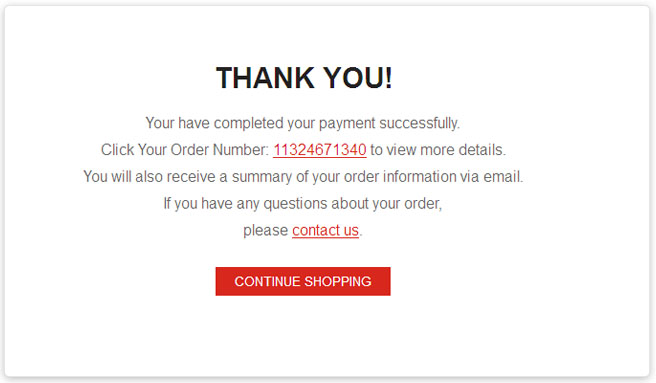 THANK YOU!
Your have completed your payment successfully.
Click Your Order Number: 11324671340 to view more details.
You will also receive a summary of your order information via email.
If you have any questions about your order,
please contact us.
CONTINUE SHOPPING